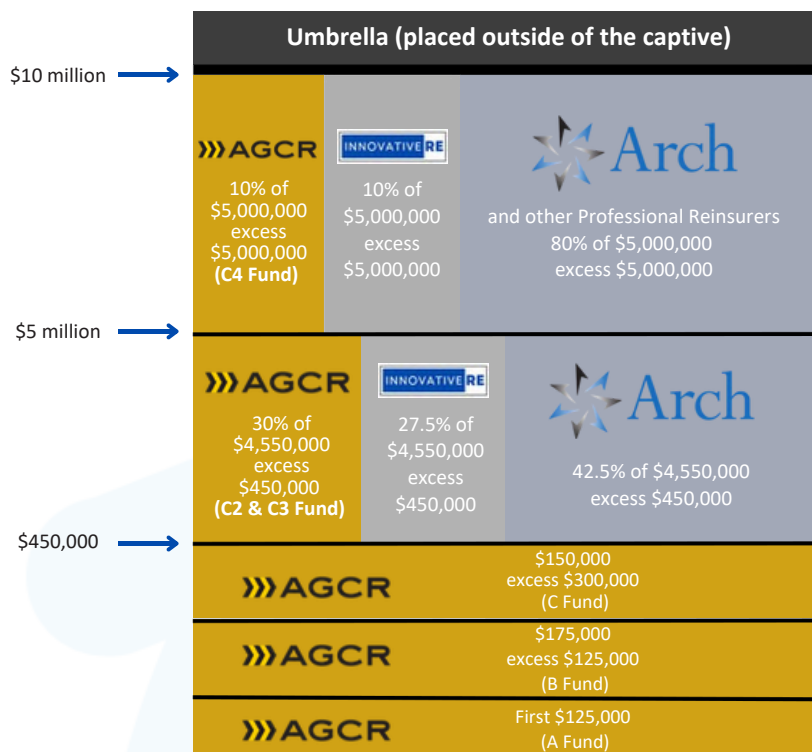 Umbrella (placed outside of the captive)
$10 million
AGCR
10% of
$5,000,000
excess
$5,000,000
(C4 Fund)
INNOVATIVE RE
10% of
$5,000,000
excess
$5,000,000
Arch
and other Professional Reinsurers
80% of $5,000,000
excess $5,000,000
$5 million
AGCR
30% of
$4,550,000
excess
$450,000
(C2 & C3 Fund)
INNOVATIVE RE
27.5% of
$4,550,000
excess
$450,000
Arch
42.5% of $4,550,000
excess $450,000
$450,000
AGCR
$150,000
excess $300,000
(C Fund)
AGCR
$175,000
excess $125,000
(B Fund)
AGCR
First $125,000
(A Fund)